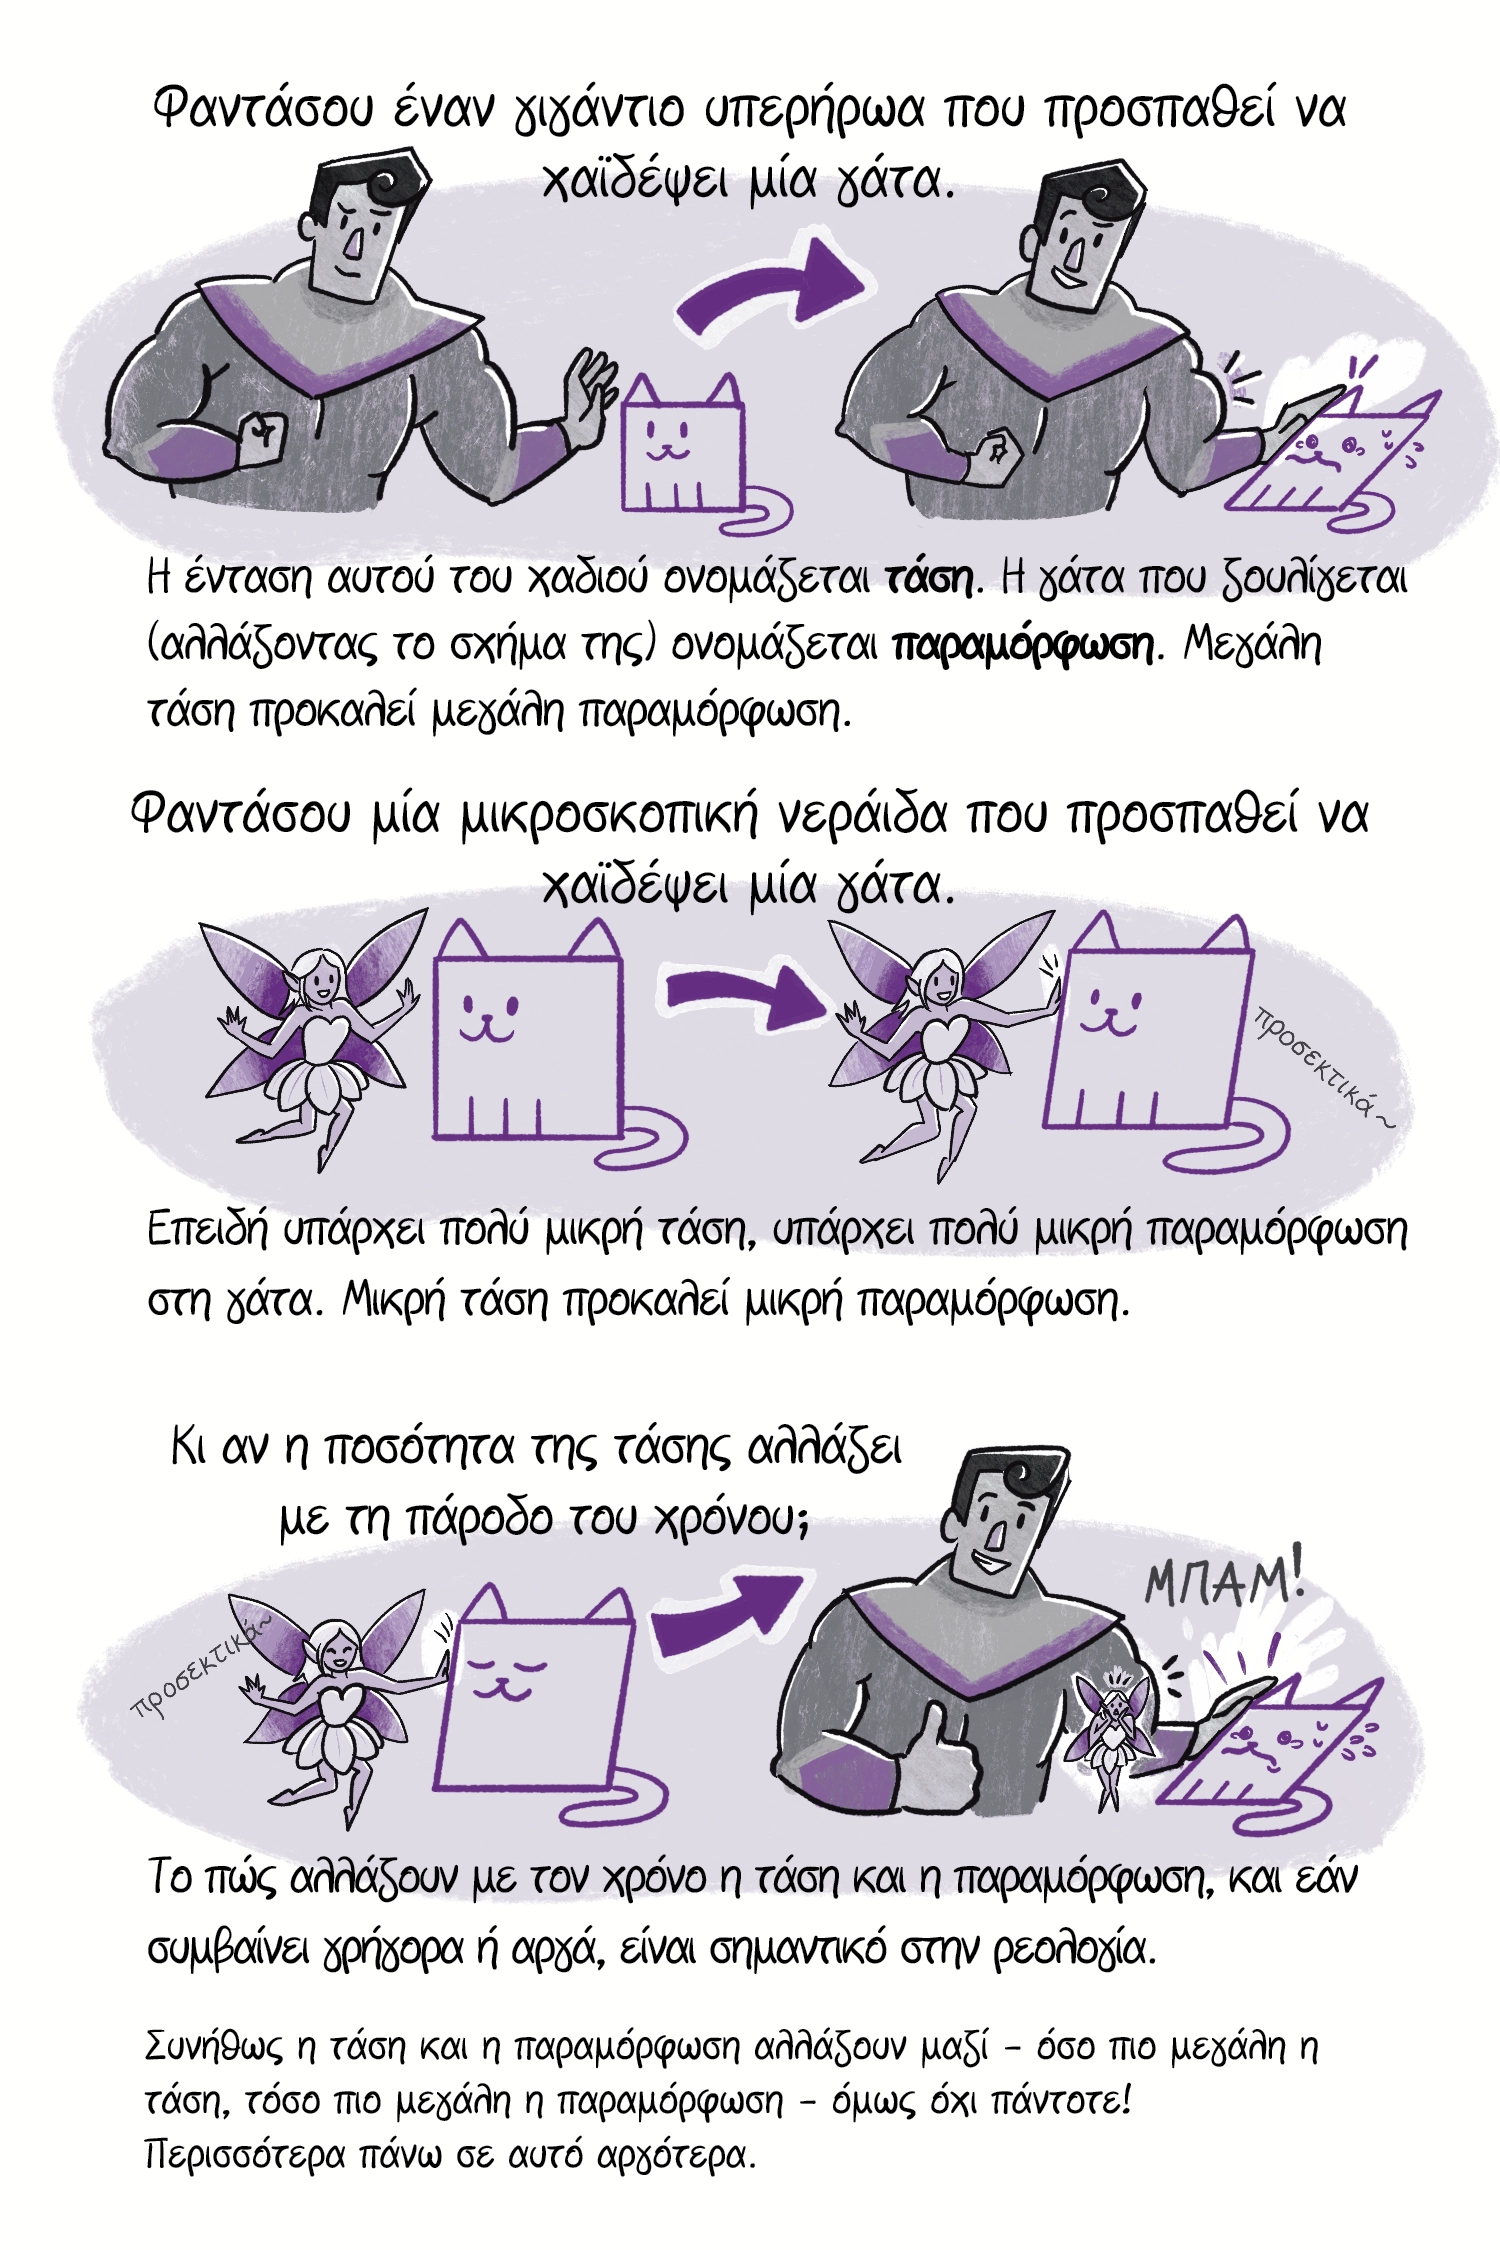 Φαντάσου έναν γιγάντιο υπερήρωα που προσπαθεί να
χαϊδέψει μία γάτα.
Η ένταση αυτού του χαδιού ονομάζεται τάση. Η γάτα που ζουλίγεται
(αλλάζοντας το σχήμα της) ονομάζεται παραμόρφωση. Μεγάλη
τάση προκαλεί μεγάλη παραμόρφωση.
Φαντάσου μία μικροσκοπική νεράιδα που προσπαθεί να
χαϊδέψει μία γάτα.
προσεκτικά~
Επειδή υπάρχει πολύ μικρή τάση, υπάρχει πολύ μικρή παραμόρφωση
στη γάτα. Μικρή τάση προκαλεί μικρή παραμόρφωση.
Κι αν η ποσότητα της τάσης αλλάζει
με τη πάροδο του χρόνου;
προσεκτικά~
ΜΠΑΜ!
Το πώς αλλάζουν με τον χρόνο η τάση και η παραμόρφωση, και εάν
συμβαίνει γρήγορα ή αργά, είναι σημαντικό στην ρεολογία.
Συνήθως η τάση και η παραμόρφωση αλλάζουν μαζί – όσο πιο μεγάλη η
τάση, τόσο πιο μεγάλη η παραμόρφωση – όμως όχι πάντοτε!
Περισσότερα πάνω σε αυτό αργότερα.